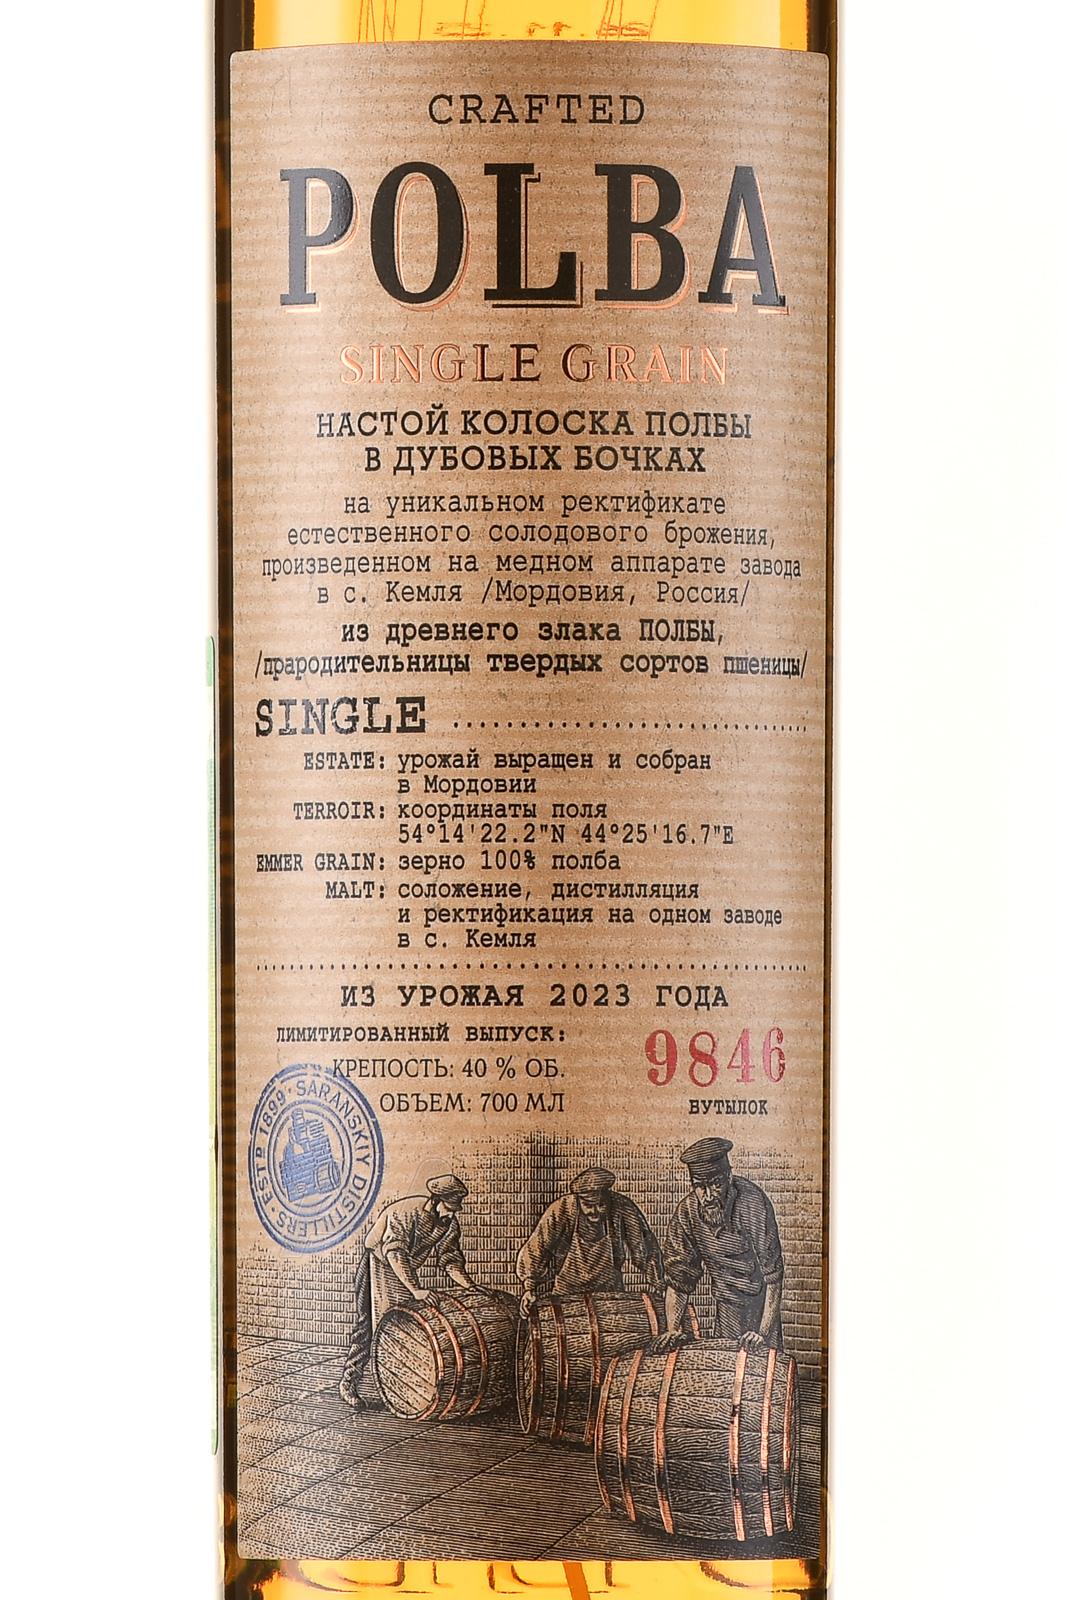 CRAFTED
POLBA
SINGLE GRAIN
НАСТОЙ КОЛОСКА ПОЛБЫ
В ДУБОВЫХ БОЧКАХ
на уникальном ректификате
естественного солодового брожения,
произведенном на медном аппарате завода
в с. Кемля /Мордовия, Россия/
из древнего злака ПОЛБЫ,
/прародительницы твердых сортов пшеницы/
SINGLE
ESTATE: урожай выращен и собран
в Мордовии
TERROIR: координаты поля
54°14'22.2"N 44°25'16.7"E
EMMER GRAIN: зерно 100% полба
MALT: соложение, дистилляция
и ректификация на одном заводе
в с. Кемля
ИЗ УРОЖАЯ 2023 ГОДА
ЛИМИТИРОВАННЫЙ ВЫПУСК:
9846
БУТЫЛОК
КРЕПОСТЬ: 40 % ОБ.
ОБЪЕМ: 700 МЛ
ESTD 1899 · SARANSKIY DISTILLERS ·